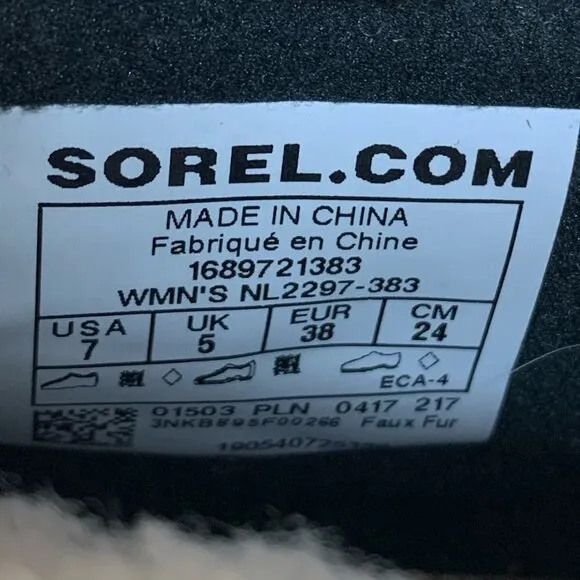 SOREL.COM
MADE IN CHINA
Fabriqué en Chine
1689721383
WMN'S NL2297-383
USA UK EUR CM
7 5 38 24
ECA-4
01503 PLN 0417 217
Faux Fur